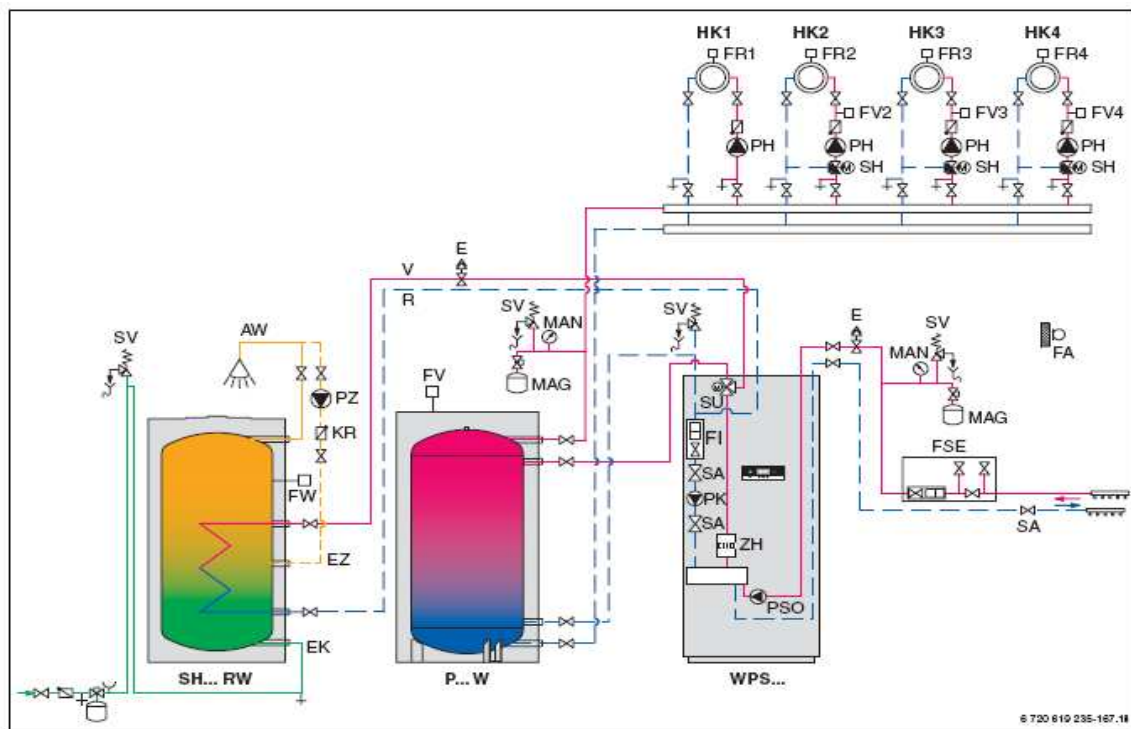 HK1 HK2 HK3 HK4
FR1 FR2 FR3 FR4
FV2 FV3 FV4
PH PH PH PH
SH SH SH
E
V
R
SV
AW
SV
MAN
MAG
SV
E
SV
MAN
FA
MAG
PZ
KR
FV
SU
FI
FSE
FW
SA
PK
SA
ZH
SA
EZ
PSO
EK
M
M
M
M
SH... RW
P... W
WPS...
6 720 619 235-167.1il